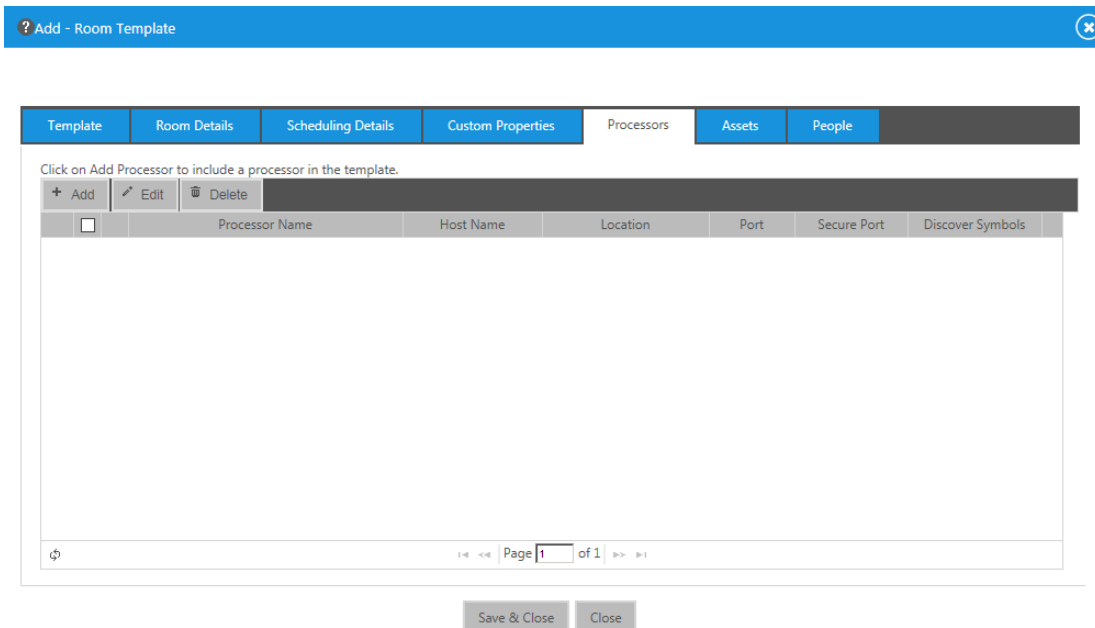 ? Add - Room Template
Template Room Details Scheduling Details Custom Properties Processors Assets People
Click on Add Processor to include a processor in the template.
+ Add Edit Delete
Processor Name Host Name Location Port Secure Port Discover Symbols
Page 1 of 1
Save & Close Close